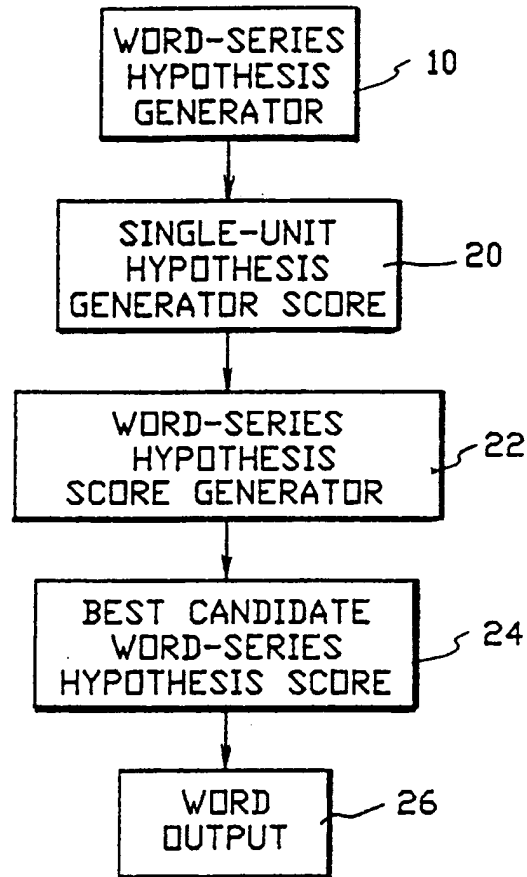 WORD-SERIES
HYPOTHESIS
GENERATOR
10
SINGLE-UNIT
HYPOTHESIS
GENERATOR SCORE
20
WORD-SERIES
HYPOTHESIS
SCORE GENERATOR
22
BEST CANDIDATE
WORD-SERIES
HYPOTHESIS SCORE
24
WORD
OUTPUT
26